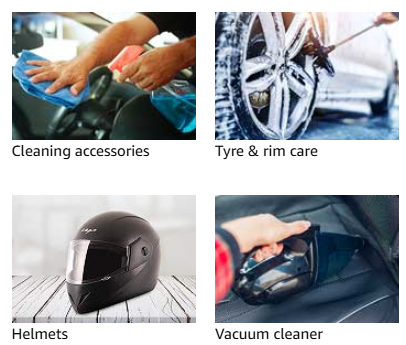 Cleaning accessories
Tyre & rim care
Helmets
Vacuum cleaner